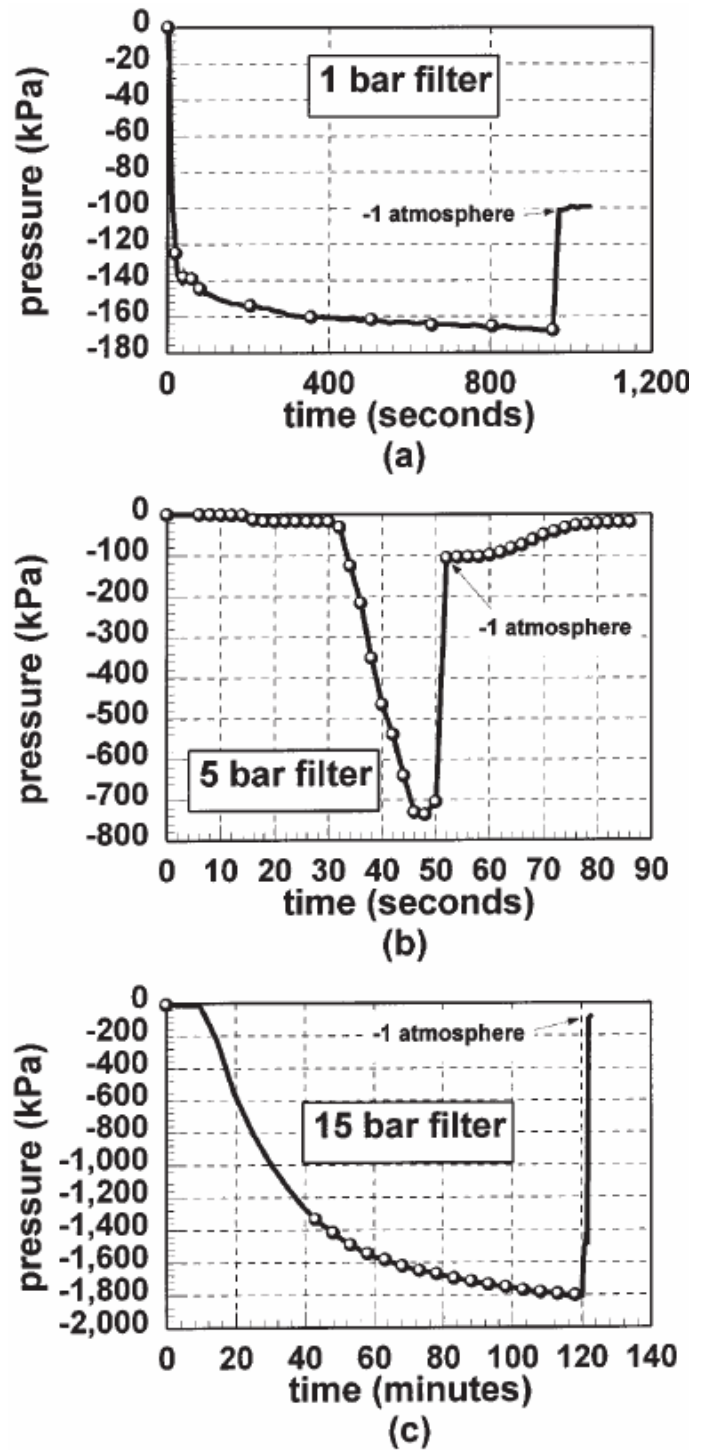 0
-20
-40
-60
-80
-100
-120
-140
-160
-180
pressure (kPa)
1 bar filter
-1 atmosphere
0 400 800 1,200
time (seconds)
(a)
0
-100
-200
-300
-400
-500
-600
-700
-800
pressure (kPa)
-1 atmosphere
5 bar filter
0 10 20 30 40 50 60 70 80 90
time (seconds)
(b)
0
-200
-400
-600
-800
-1,000
-1,200
-1,400
-1,600
-1,800
-2,000
pressure (kPa)
-1 atmosphere
15 bar filter
0 20 40 60 80 100 120 140
time (minutes)
(c)